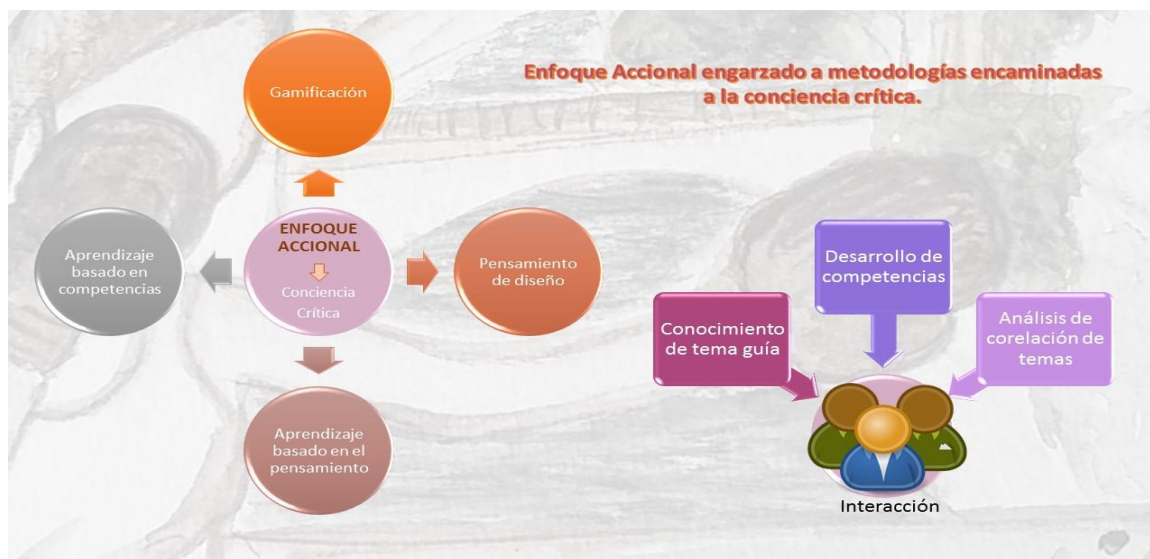 Enfoque Accional engarzado a metodologías encaminadas
a la conciencia crítica.
Gamificación
Aprendizaje
basado en
competencias
ENFOQUE
ACCIONAL
Conciencia
Crítica
Pensamiento
de diseño
Aprendizaje
basado en el
pensamiento
Conocimiento
de tema guía
Desarrollo de
competencias
Análisis de
corelación de
temas
Interacción